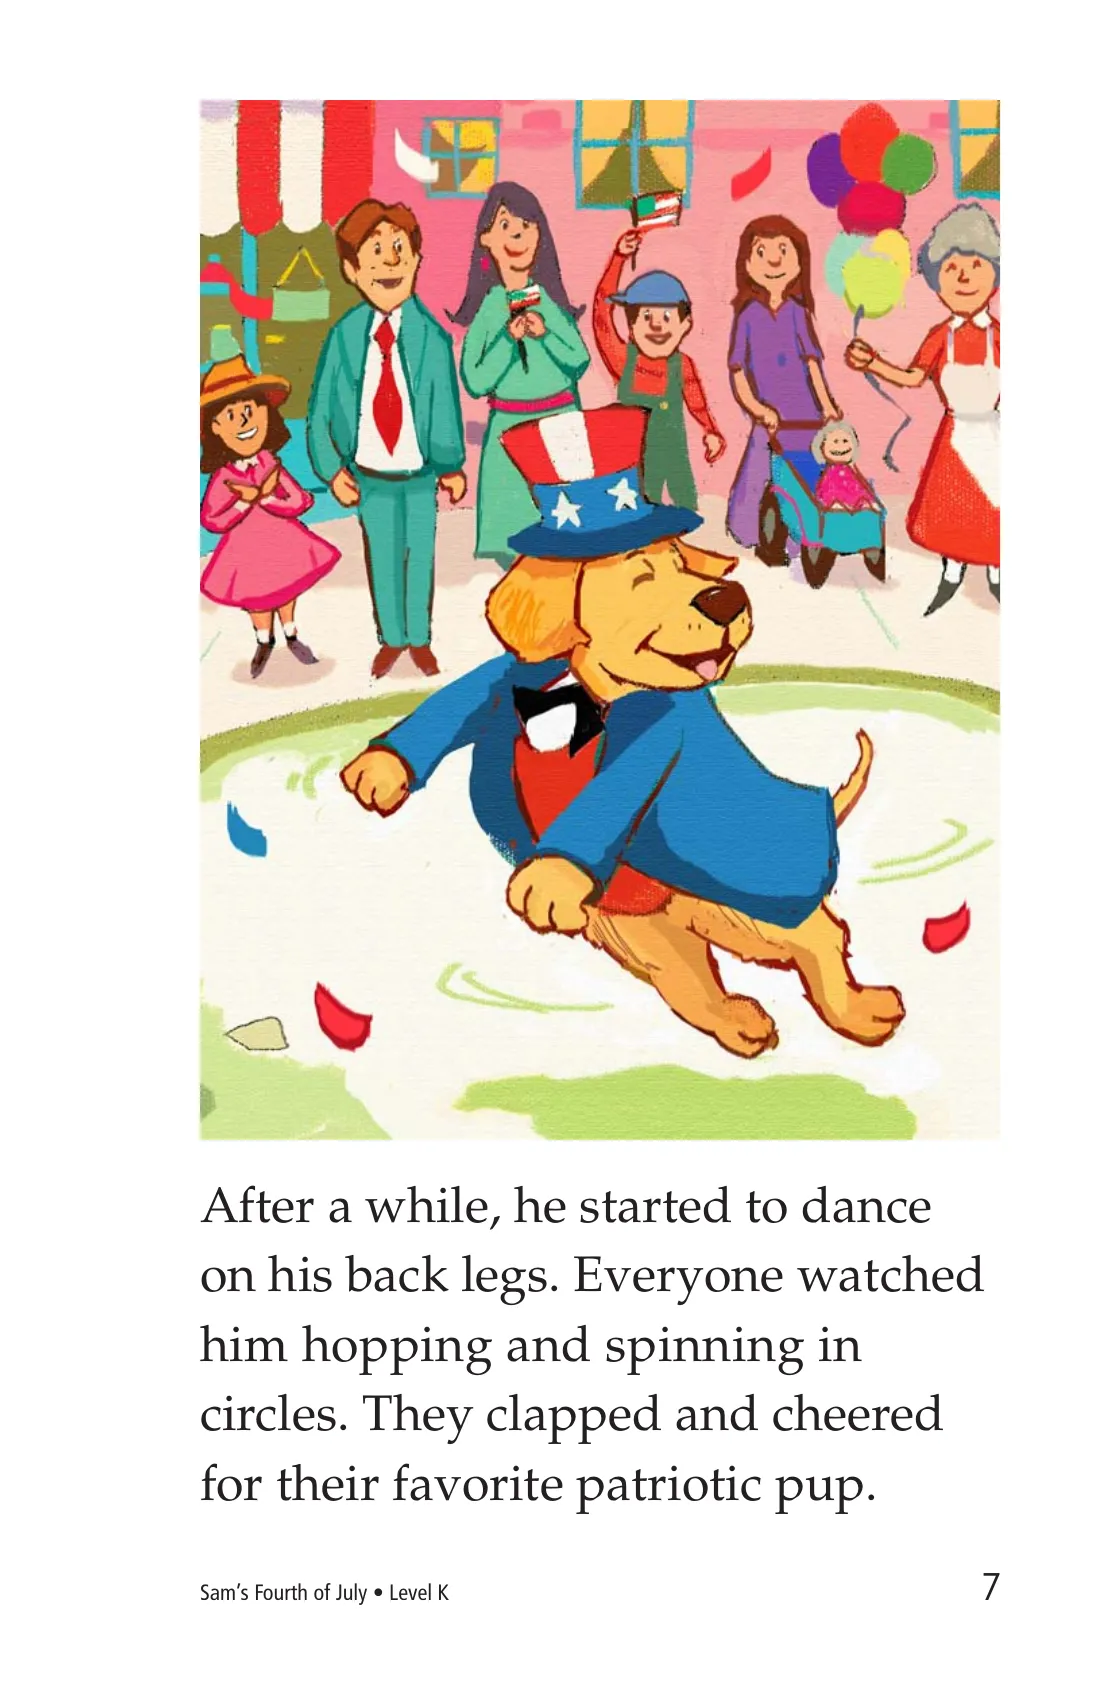 After a while, he started to dance
on his back legs. Everyone watched
him hopping and spinning in
circles. They clapped and cheered
for their favorite patriotic pup.
Sam’s Fourth of July • Level K
7